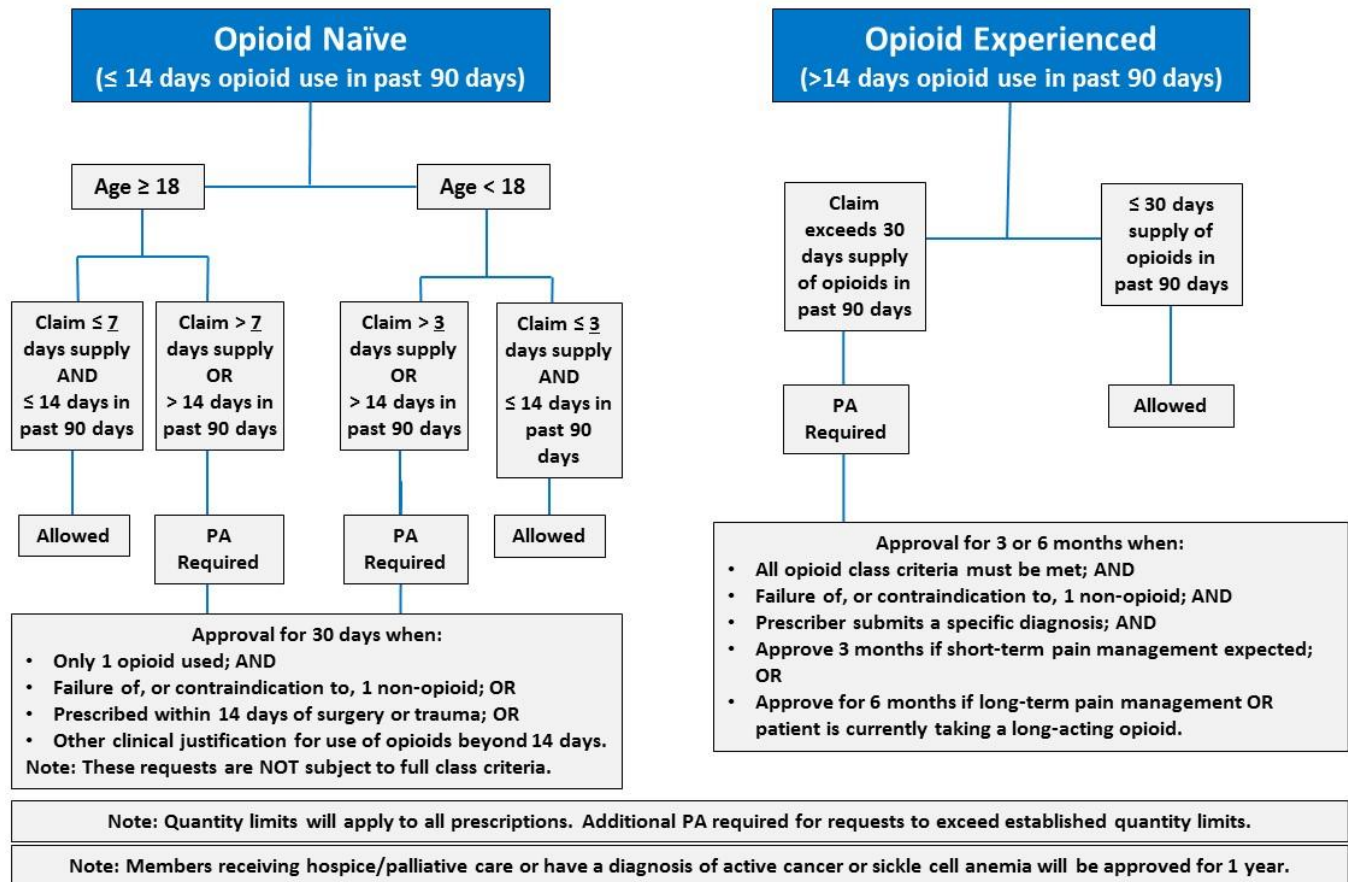 Opioid Naïve
(≤ 14 days opioid use in past 90 days)
Age ≥ 18
Age < 18
Claim ≤ 7
days supply
AND
≤ 14 days in
past 90 days
Claim > 7
days supply
OR
> 14 days in
past 90 days
Claim > 3
days supply
OR
> 14 days in
past 90 days
Claim ≤ 3
days supply
AND
≤ 14 days in
past 90
days
Allowed
PA
Required
PA
Required
Allowed
Approval for 30 days when:
• Only 1 opioid used; AND
• Failure of, or contraindication to, 1 non-opioid; OR
• Prescribed within 14 days of surgery or trauma; OR
• Other clinical justification for use of opioids beyond 14 days.
Note: These requests are NOT subject to full class criteria.
Opioid Experienced
(>14 days opioid use in past 90 days)
Claim
exceeds 30
days supply
of opioids in
past 90 days
≤ 30 days
supply of
opioids in
past 90 days
PA
Required
Allowed
Approval for 3 or 6 months when:
• All opioid class criteria must be met; AND
• Failure of, or contraindication to, 1 non-opioid; AND
• Prescriber submits a specific diagnosis; AND
• Approve 3 months if short-term pain management expected;
OR
• Approve for 6 months if long-term pain management OR
patient is currently taking a long-acting opioid.
Note: Quantity limits will apply to all prescriptions. Additional PA required for requests to exceed established quantity limits.
Note: Members receiving hospice/palliative care or have a diagnosis of active cancer or sickle cell anemia will be approved for 1 year.